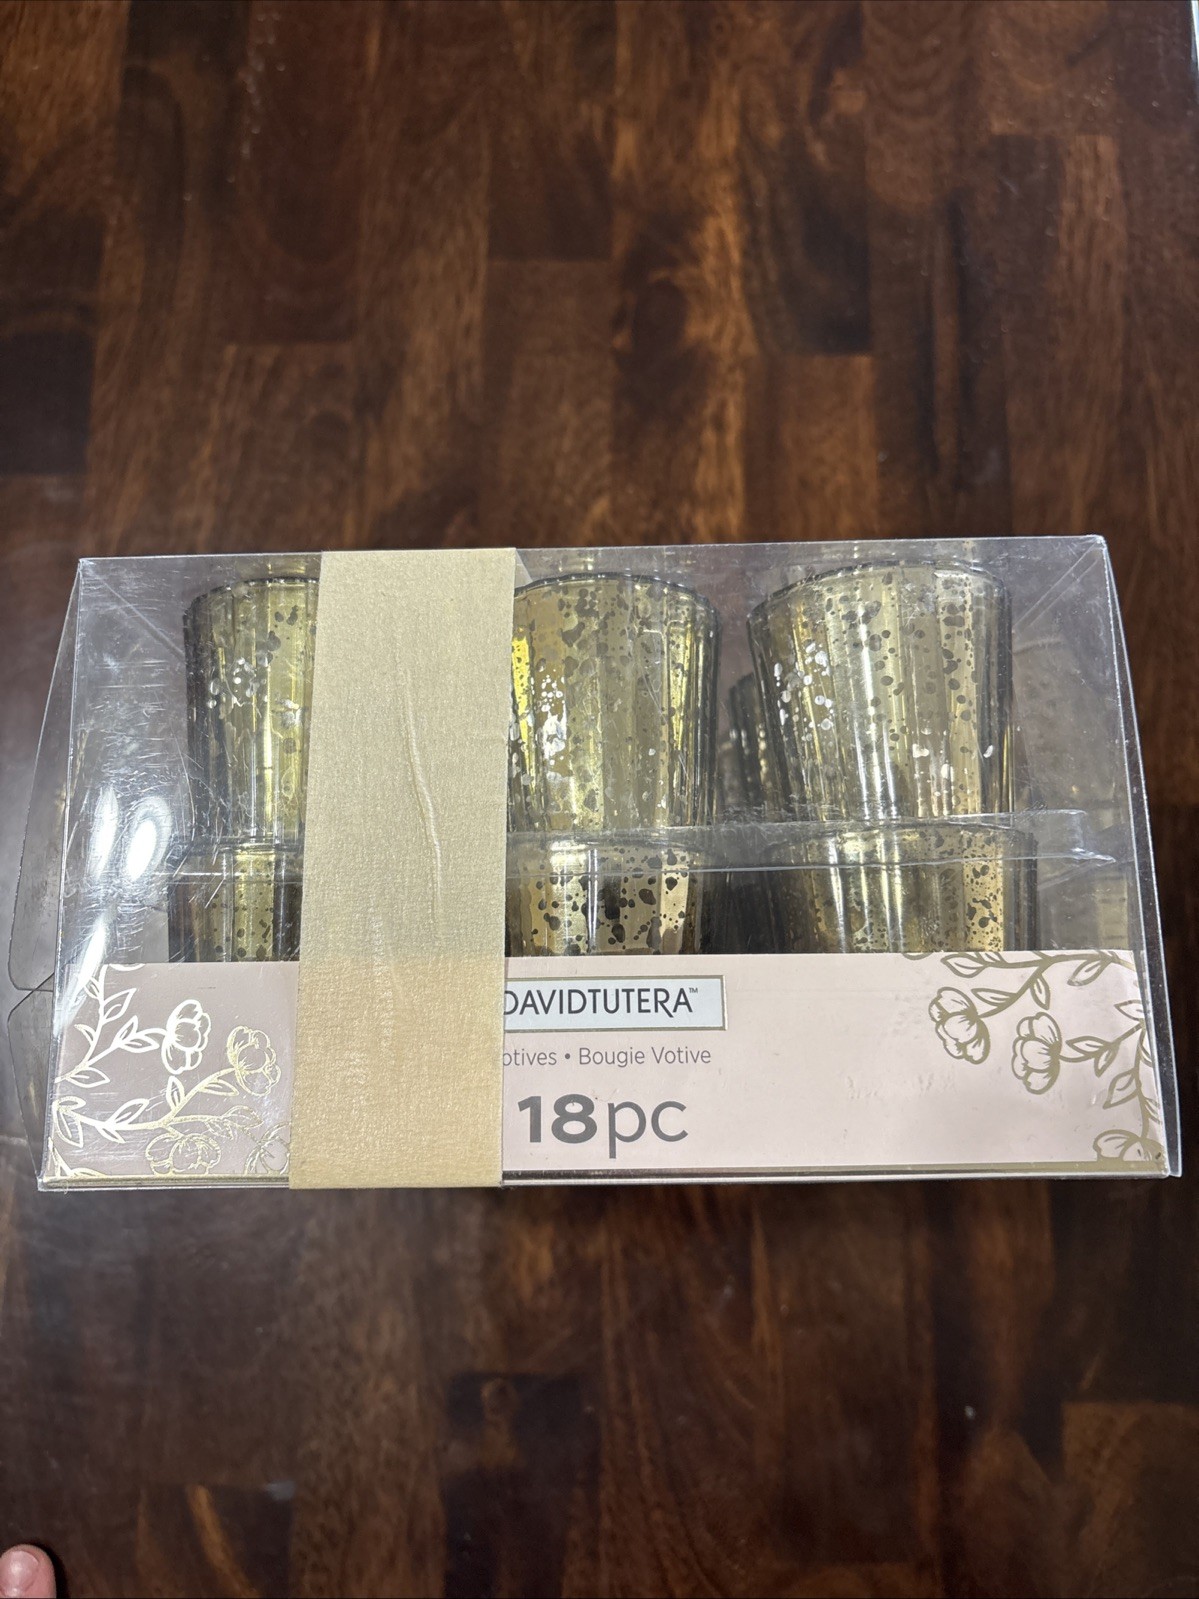 DAVIDTUTERA™
otives • Bougie Votive
18pc